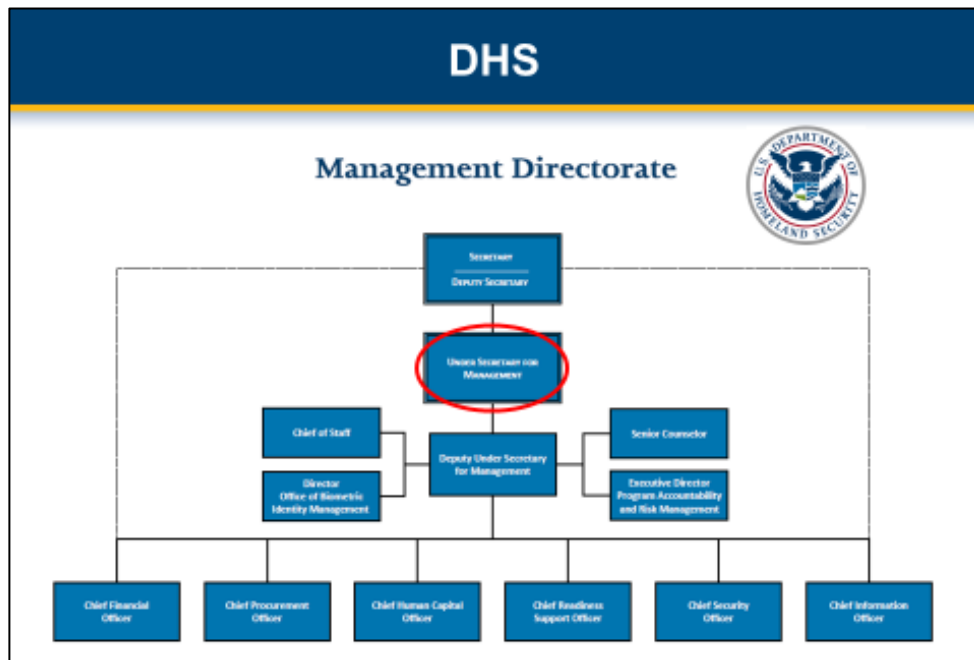 DHS
Management Directorate
U.S. DEPARTMENT OF
HOMELAND SECURITY
SECRETARY
DEPUTY SECRETARY
UNDER SECRETARY FOR
MANAGEMENT
Chief of Staff
Senior Counselor
Deputy Under Secretary
for Management
Director
Office of Biometric
Identity Management
Executive Director
Program Accountability
and Risk Management
Chief Financial
Officer
Chief Procurement
Officer
Chief Human Capital
Officer
Chief Readiness
Support Officer
Chief Security
Officer
Chief Information
Officer